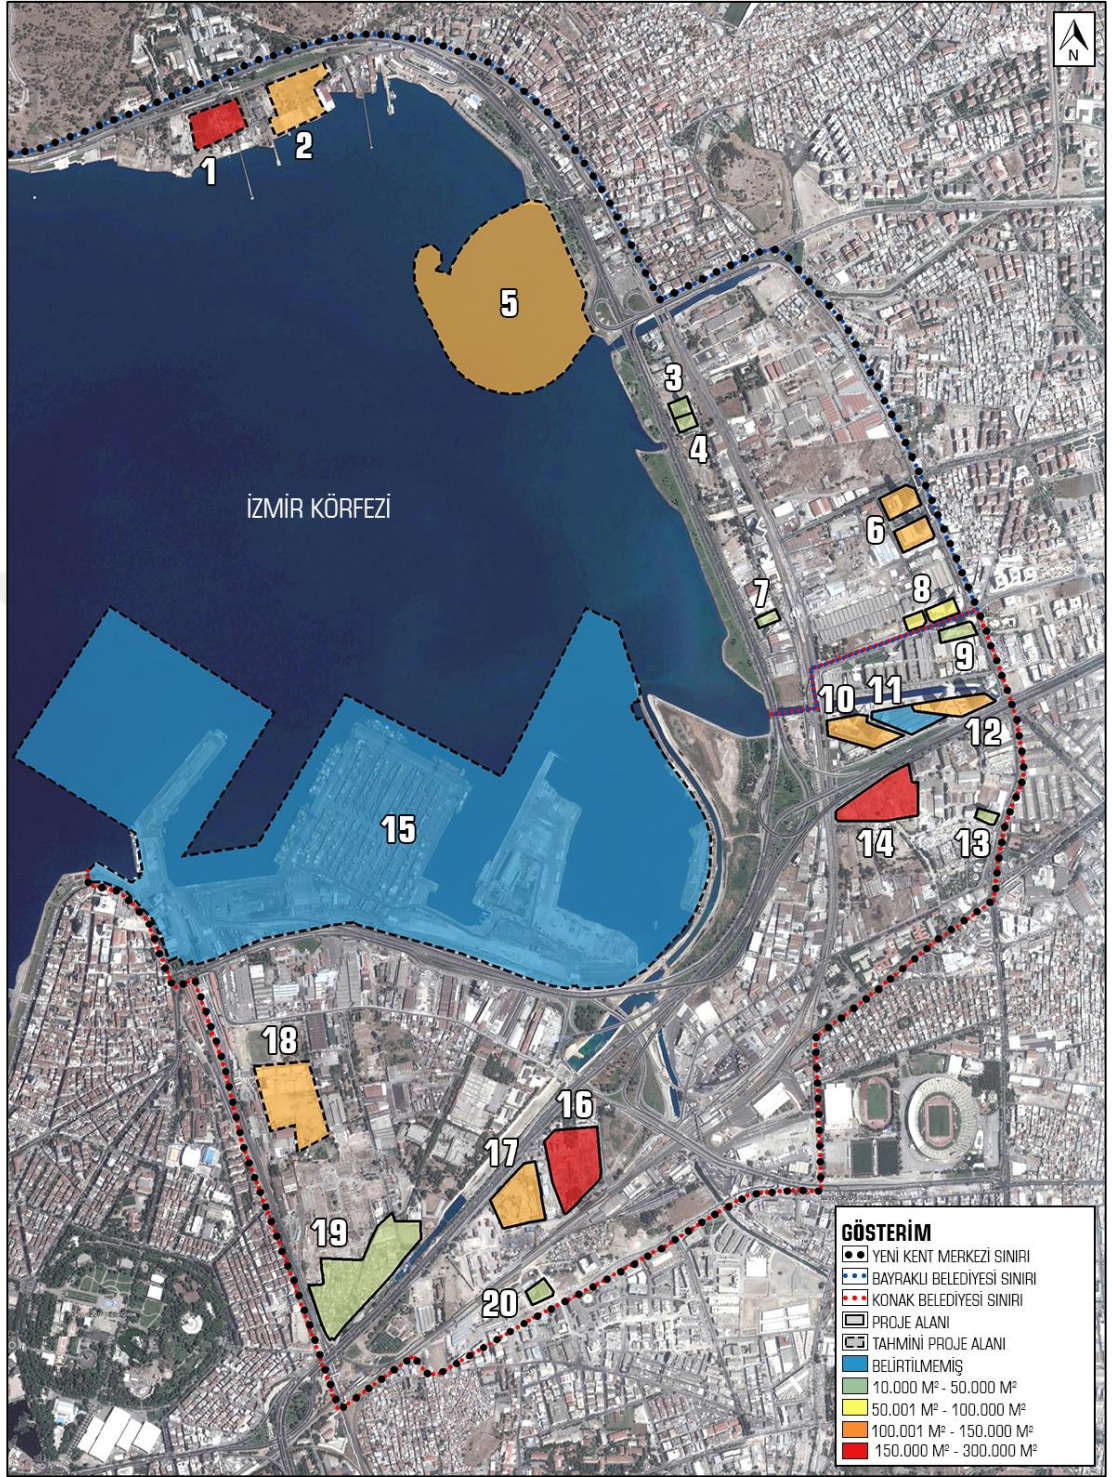 N
1
2
5
3
4
İZMİR KÖRFEZİ
6
7
8
9
10
11
12
13
14
15
16
17
18
19
20
GÖSTERİM
YENİ KENT MERKEZİ SINIRI
BAYRAKLI BELEDİYESİ SINIRI
KONAK BELEDİYESİ SINIRI
PROJE ALANI
TAHMİNİ PROJE ALANI
BELİRTİLMEMİŞ
10.000 M² - 50.000 M²
50.001 M² - 100.000 M²
100.001 M² - 150.000 M²
150.000 M² - 300.000 M²